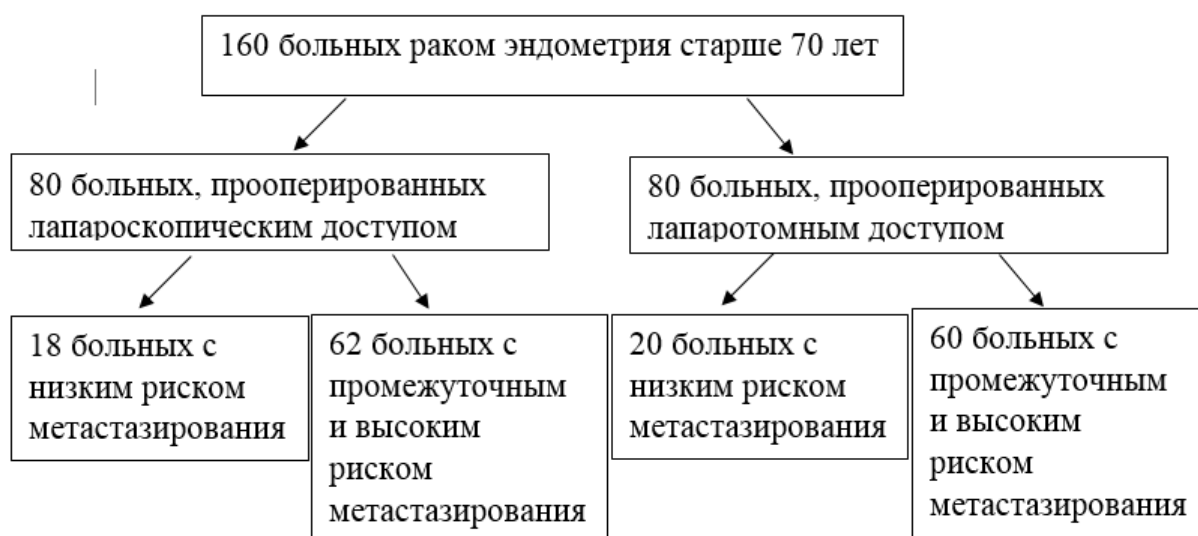 160 больных раком эндометрия старше 70 лет
80 больных, прооперированных
лапароскопическим доступом
80 больных, прооперированных
лапаротомным доступом
18 больных с
низким риском
метастазирования
62 больных с
промежуточным
и высоким
риском
метастазирования
20 больных с
низким риском
метастазирования
60 больных с
промежуточным
и высоким
риском
метастазирования